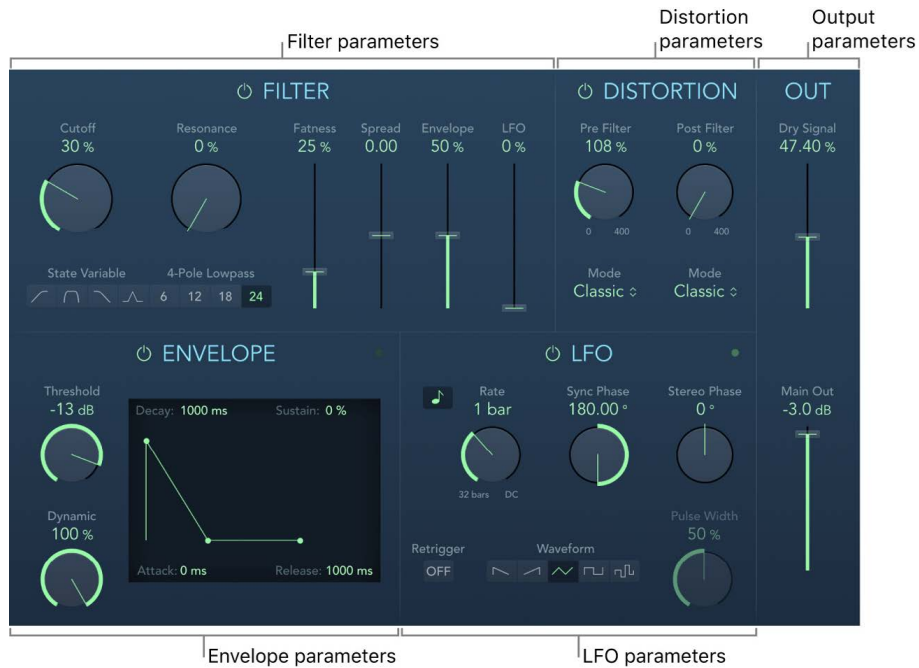 Filter parameters
Distortion parameters
Output parameters
FILTER
Cutoff
30 %
Resonance
0 %
Fatness
25 %
Spread
0.00
Envelope
50 %
LFO
0 %
State Variable
4-Pole Lowpass
6 12 18 24
DISTORTION
Pre Filter
108 %
0 400
Post Filter
0 %
0 400
Mode
Classic
Mode
Classic
OUT
Dry Signal
47.40 %
Main Out
-3.0 dB
ENVELOPE
Threshold
-13 dB
Dynamic
100 %
Decay: 1000 ms
Sustain: 0 %
Attack: 0 ms
Release: 1000 ms
LFO
Rate
1 bar
32 bars DC
Sync Phase
180.00 °
Stereo Phase
0 °
Pulse Width
50 %
Retrigger
OFF
Waveform
Envelope parameters
LFO parameters